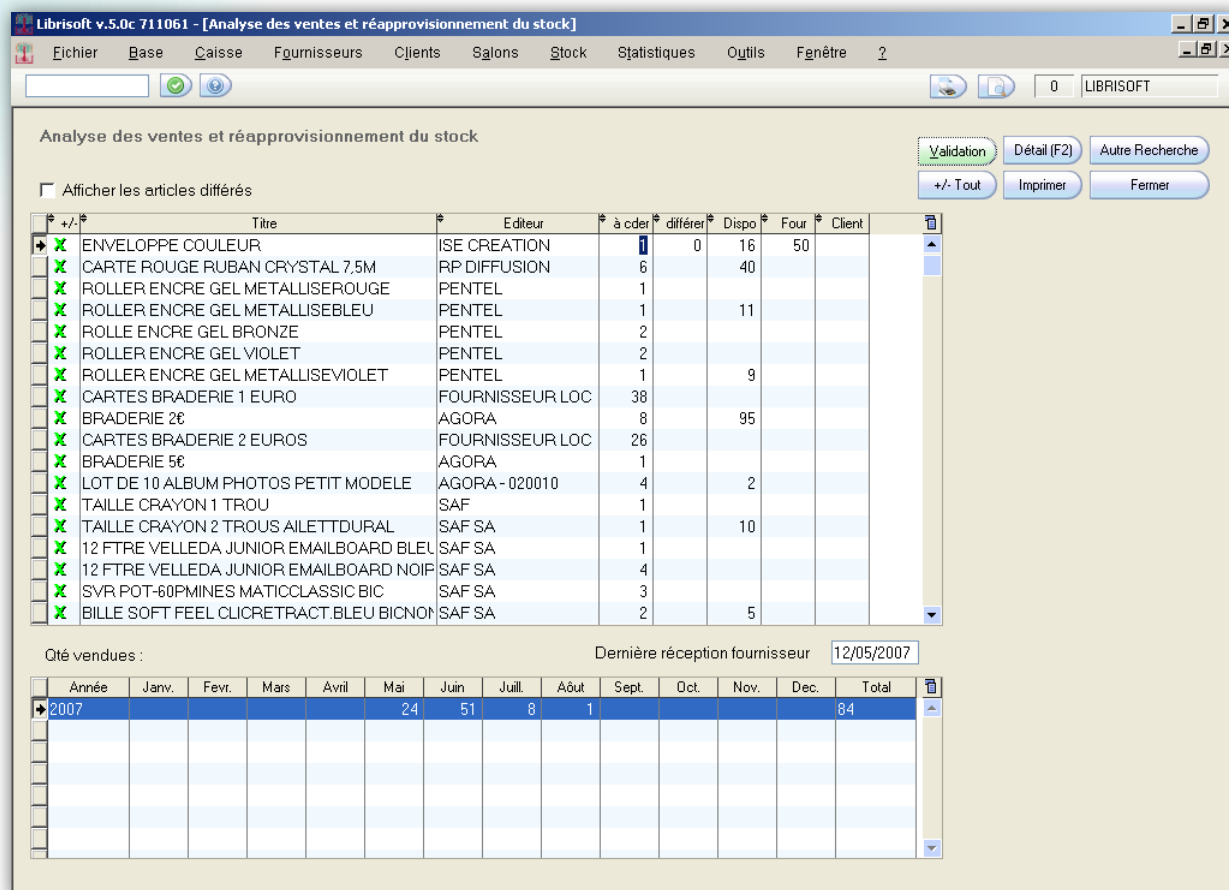 Librisoft v.5.0c 711061 - [Analyse des ventes et réapprovisionnement du stock]
Fichier Base Caisse Fournisseurs Clients Salons Stock Statistiques Outils Fenêtre ?
0 LIBRISOFT
Analyse des ventes et réapprovisionnement du stock
Validation Détail (F2) Autre Recherche
+/- Tout Imprimer Fermer
Afficher les articles différés
+/- Titre Editeur à cder différer Dispo Four Client
X ENVELOPPE COULEUR ISE CREATION 1 0 16 50
X CARTE ROUGE RUBAN CRYSTAL 7,5M RP DIFFUSION 6 40
X ROLLER ENCRE GEL METALLISEROUGE PENTEL 1
X ROLLER ENCRE GEL METALLISEBLEU PENTEL 1 11
X ROLLE ENCRE GEL BRONZE PENTEL 2
X ROLLER ENCRE GEL VIOLET PENTEL 2
X ROLLER ENCRE GEL METALLISEVIOLET PENTEL 1 9
X CARTES BRADERIE 1 EURO FOURNISSEUR LOC 38
X BRADERIE 2€ AGORA 8 95
X CARTES BRADERIE 2 EUROS FOURNISSEUR LOC 26
X BRADERIE 5€ AGORA 1
X LOT DE 10 ALBUM PHOTOS PETIT MODELE AGORA - 020010 4 2
X TAILLE CRAYON 1 TROU SAF 1
X TAILLE CRAYON 2 TROUS AILETTDURAL SAF SA 1 10
X 12 FTRE VELLEDA JUNIOR EMAILBOARD BLEU SAF SA 1
X 12 FTRE VELLEDA JUNIOR EMAILBOARD NOIR SAF SA 4
X SVR POT-60PMINES MATICCLASSIC BIC SAF SA 3
X BILLE SOFT FEEL CLICRETRACT.BLEU BICNON SAF SA 2 5
Qté vendues : Dernière réception fournisseur 12/05/2007
Année Janv. Fevr. Mars Avril Mai Juin Juill. Aôut Sept. Oct. Nov. Dec. Total
2007 24 51 8 1 84